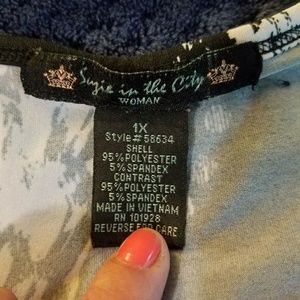 Suzie in the City
WOMAN
1X
Style# 58634
SHELL
95% POLYESTER
5% SPANDEX
CONTRAST
95% POLYESTER
5% SPANDEX
MADE IN VIETNAM
RN 101928
REVERSE FOR CARE